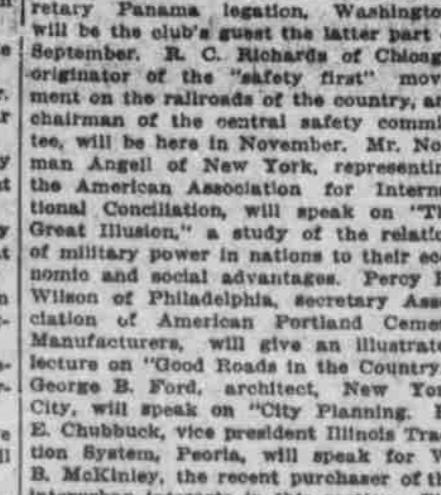 retary Panama legation, Washingto
will be the club's guest the latter part
September. R. C. Richards of Chicag
originator of the "safety first" mov
ment on the railroads of the country, a
chairman of the central safety commi
tee, will be here in November. Mr. No
man Angell of New York, representin
the American Association for Intern
tional Conciliation, will speak on "T
Great Illusion," a study of the relatio
of military power in nations to their eco
nomic and social advantages. Percy
Wilson of Philadelphia, secretary Ass
ciation of American Portland Ceme
Manufacturers, will give an illustrate
lecture on "Good Roads in the Country
George B. Ford, architect, New Yo
City, will speak on "City Planning.
E. Chubbuck, vice president Illinois Tra
tion System, Peoria, will speak for W
B. McKinley, the recent purchaser of t